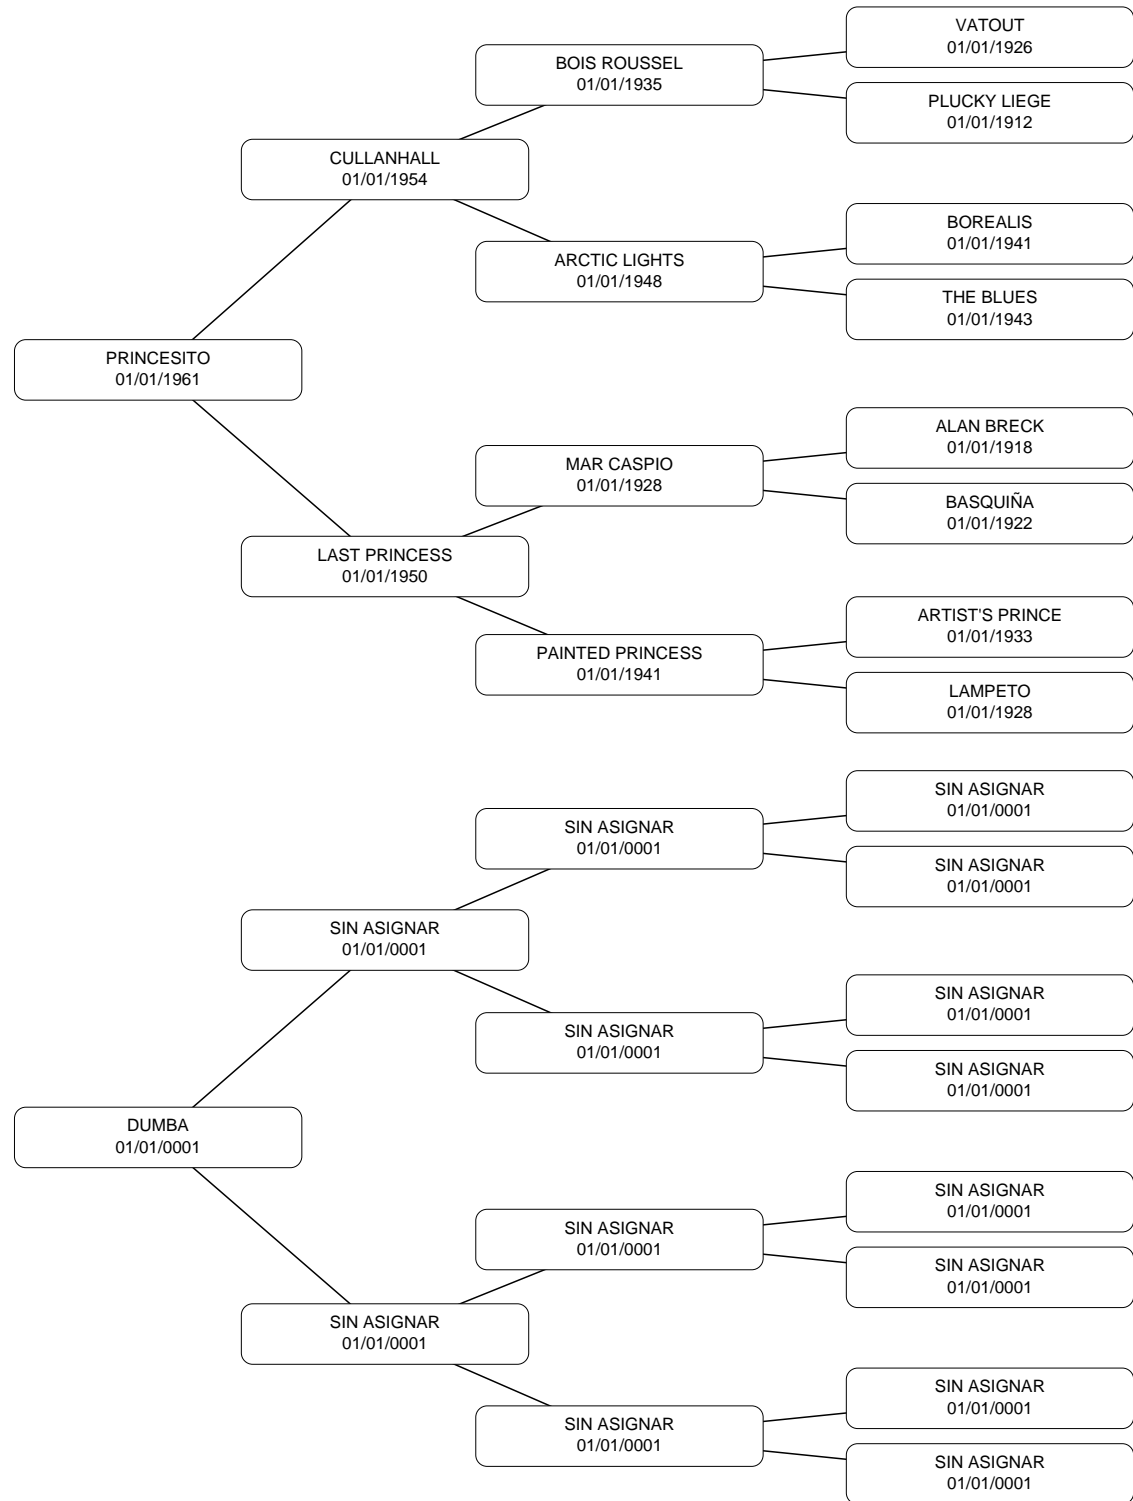 VATOUT
01/01/1926
BOIS ROUSSEL
01/01/1935
PLUCKY LIEGE
01/01/1912
CULLANHALL
01/01/1954
BOREALIS
01/01/1941
ARCTIC LIGHTS
01/01/1948
THE BLUES
01/01/1943
PRINCESITO
01/01/1961
ALAN BRECK
01/01/1918
MAR CASPIO
01/01/1928
BASQUIÑA
01/01/1922
LAST PRINCESS
01/01/1950
ARTIST'S PRINCE
01/01/1933
PAINTED PRINCESS
01/01/1941
LAMPETO
01/01/1928
SIN ASIGNAR
01/01/0001
SIN ASIGNAR
01/01/0001
SIN ASIGNAR
01/01/0001
SIN ASIGNAR
01/01/0001
SIN ASIGNAR
01/01/0001
SIN ASIGNAR
01/01/0001
SIN ASIGNAR
01/01/0001
DUMBA
01/01/0001
SIN ASIGNAR
01/01/0001
SIN ASIGNAR
01/01/0001
SIN ASIGNAR
01/01/0001
SIN ASIGNAR
01/01/0001
SIN ASIGNAR
01/01/0001
SIN ASIGNAR
01/01/0001
SIN ASIGNAR
01/01/0001